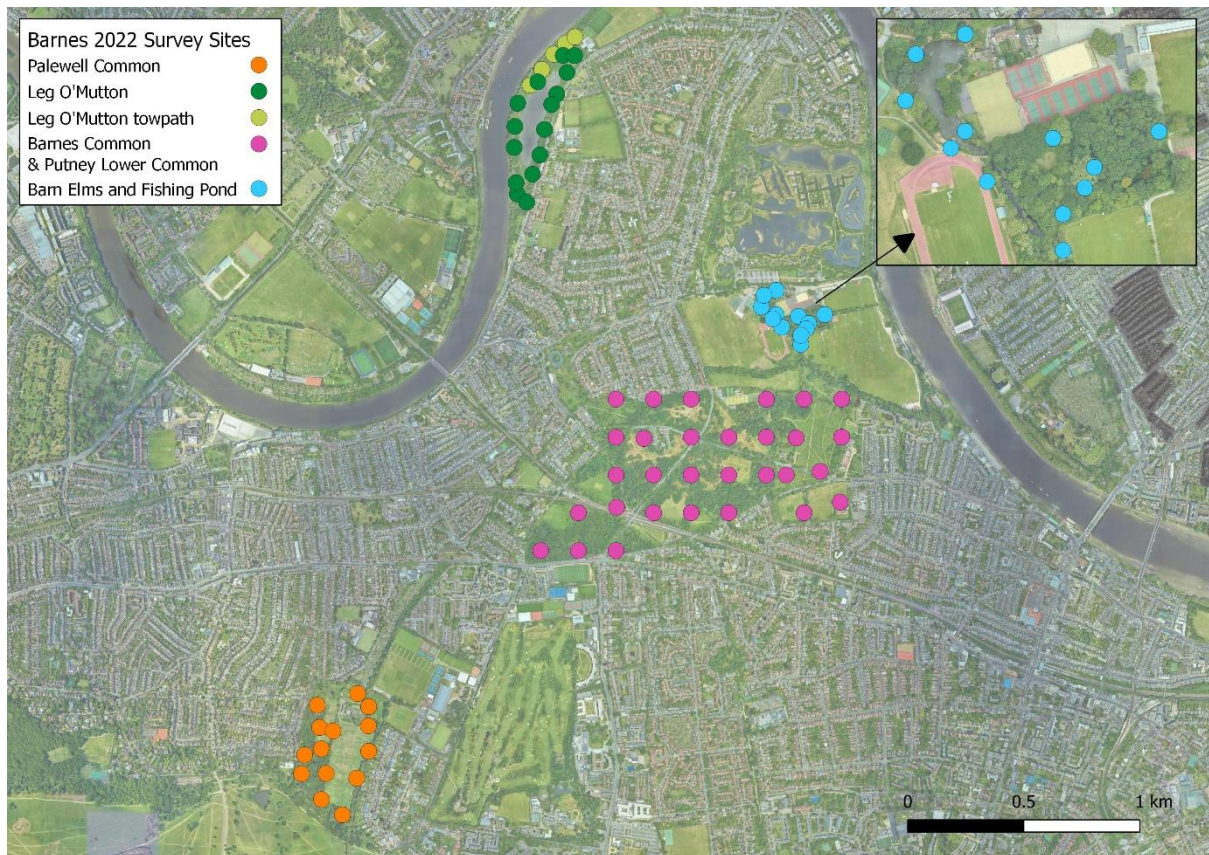 Barnes 2022 Survey Sites
Palewell Common
Leg O'Mutton
Leg O'Mutton towpath
Barnes Common
& Putney Lower Common
Barn Elms and Fishing Pond
0 0.5 1 km